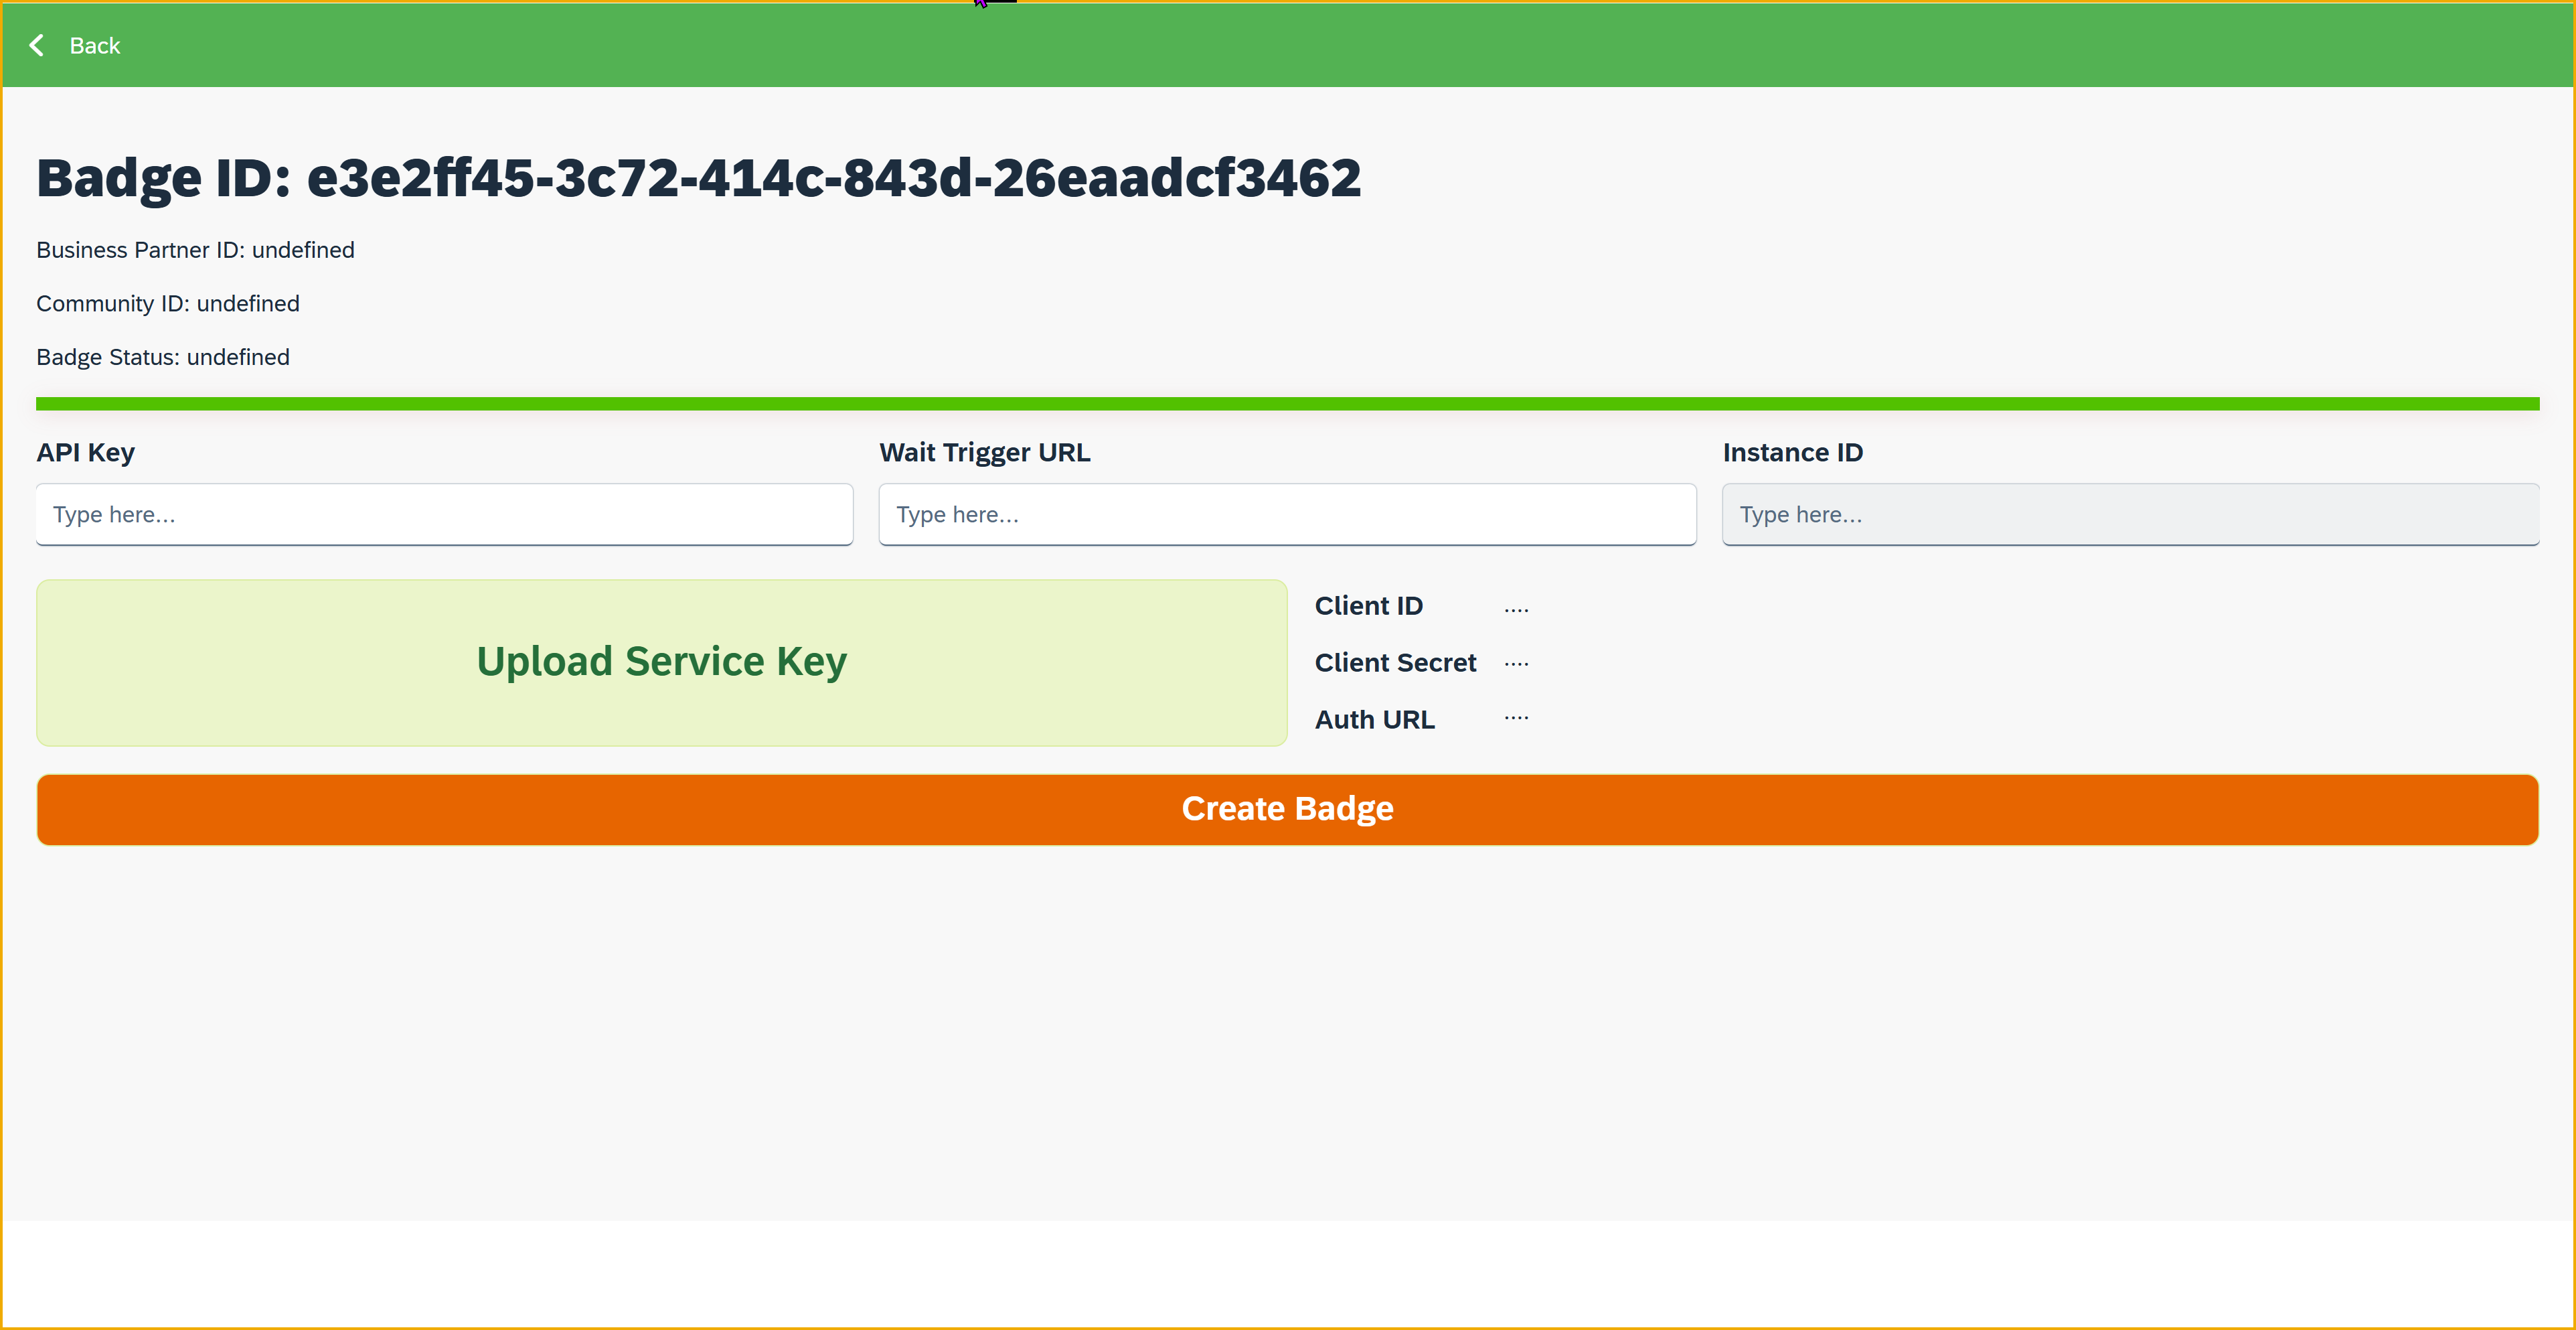 Back
Badge ID: e3e2ff45-3c72-414c-843d-26eaadcf3462
Business Partner ID: undefined
Community ID: undefined
Badge Status: undefined
API Key
Wait Trigger URL
Instance ID
Type here...
Type here...
Type here...
Upload Service Key
Client ID ....
Client Secret ....
Auth URL ....
Create Badge